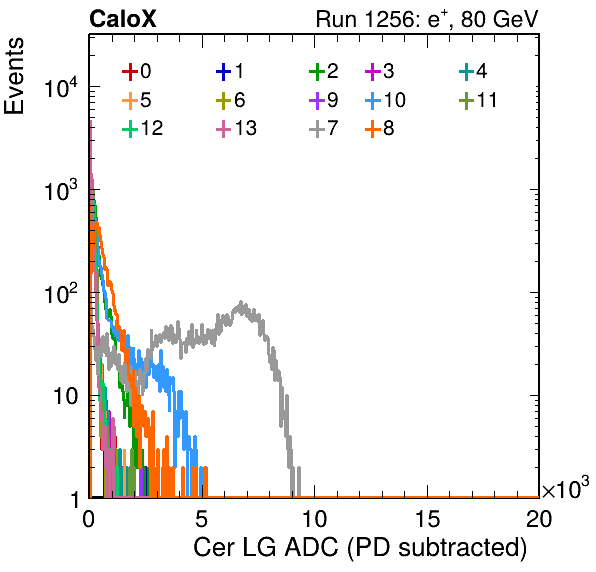 CaloX Run 1256: e⁺, 80 GeV
Events
0 1 2 3 4
5 6 9 10 11
12 13 7 8
10⁴
10³
10²
10
1
0 5 10 15 20
×10³
Cer LG ADC (PD subtracted)